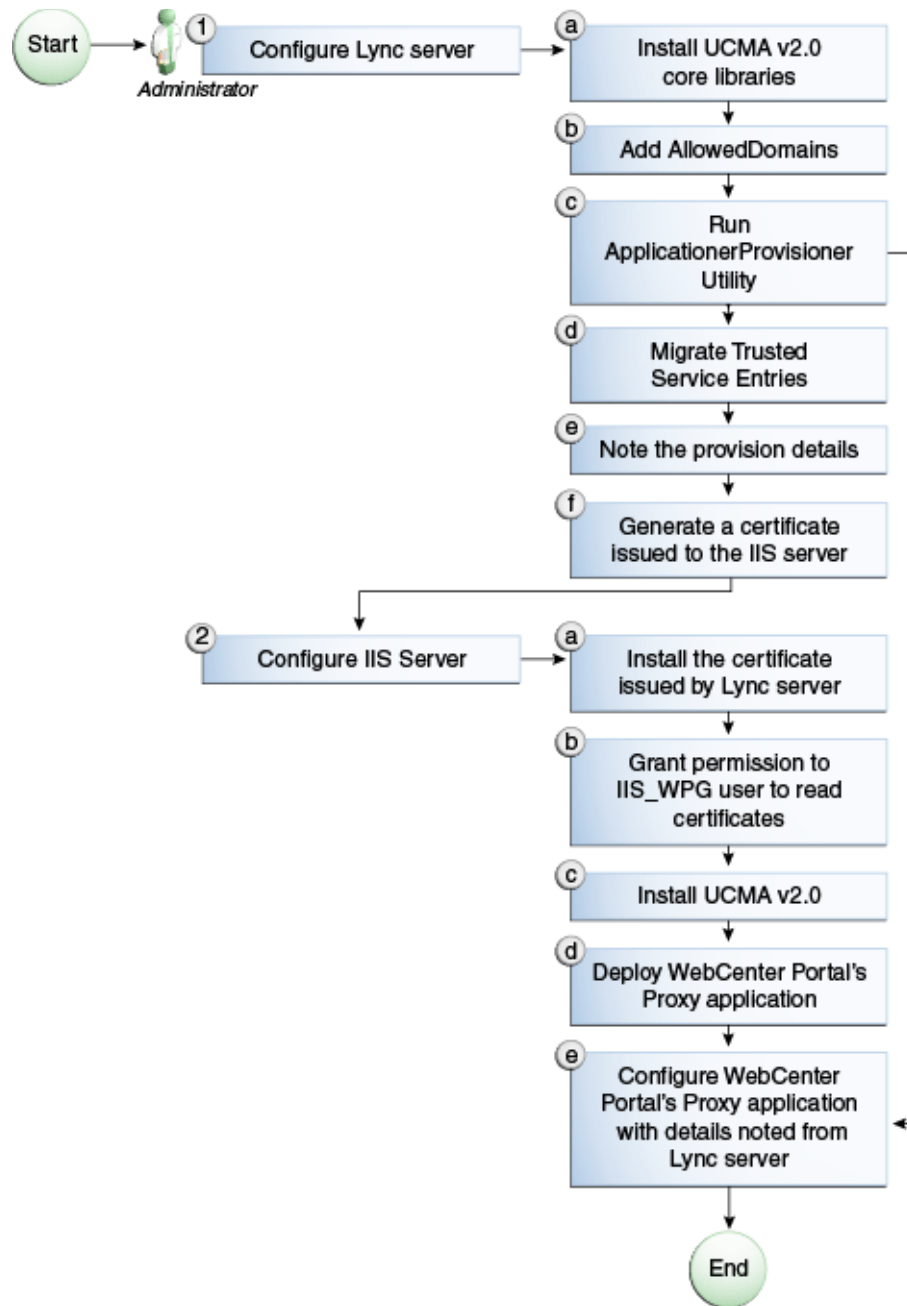 Start
Administrator
1
Configure Lync server
a
Install UCMA v2.0
core libraries
b
Add AllowedDomains
c
Run
ApplicationerProvisioner
Utility
d
Migrate Trusted
Service Entries
e
Note the provision details
f
Generate a certificate
issued to the IIS server
2
Configure IIS Server
a
Install the certificate
issued by Lync server
b
Grant permission to
IIS_WPG user to read
certificates
c
Install UCMA v2.0
d
Deploy WebCenter Portal's
Proxy application
e
Configure WebCenter
Portal's Proxy application
with details noted from
Lync server
End